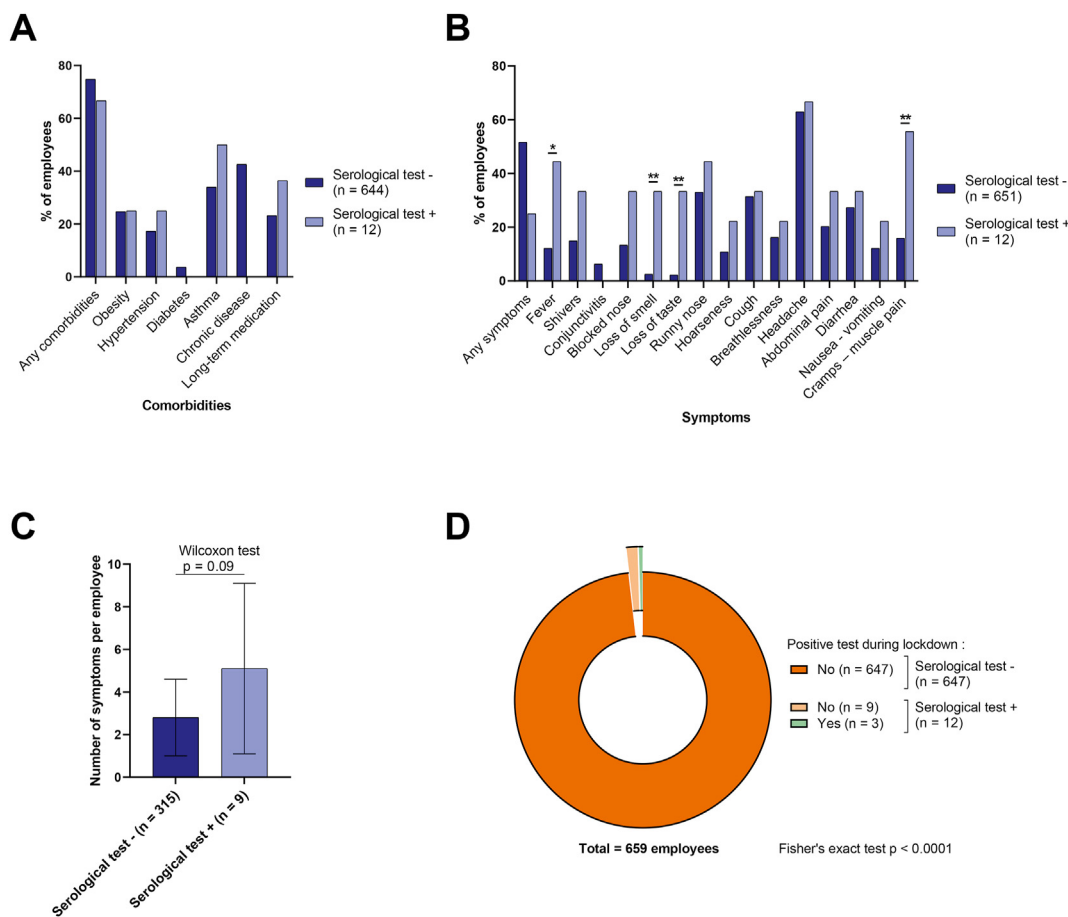 A
% of employees
80
60
40
20
0
Any comorbidities
Obesity
Hypertension
Diabetes
Asthma
Chronic disease
Long-term medication
Comorbidities
Serological test -
(n = 644)
Serological test +
(n = 12)
B
% of employees
80
60
40
20
0
*
**
**
**
Any symptoms
Fever
Shivers
Conjunctivitis
Blocked nose
Loss of smell
Loss of taste
Runny nose
Hoarseness
Cough
Breathlessness
Headache
Abdominal pain
Diarrhea
Nausea - vomiting
Cramps – muscle pain
Symptoms
Serological test -
(n = 651)
Serological test +
(n = 12)
C
Number of symptoms per employee
Wilcoxon test
p = 0.09
10
8
6
4
2
0
Serological test - (n = 315)
Serological test + (n = 9)
D
Positive test during lockdown :
No (n = 647)
Serological test -
(n = 647)
No (n = 9)
Yes (n = 3)
Serological test +
(n = 12)
Total = 659 employees
Fisher's exact test p < 0.0001